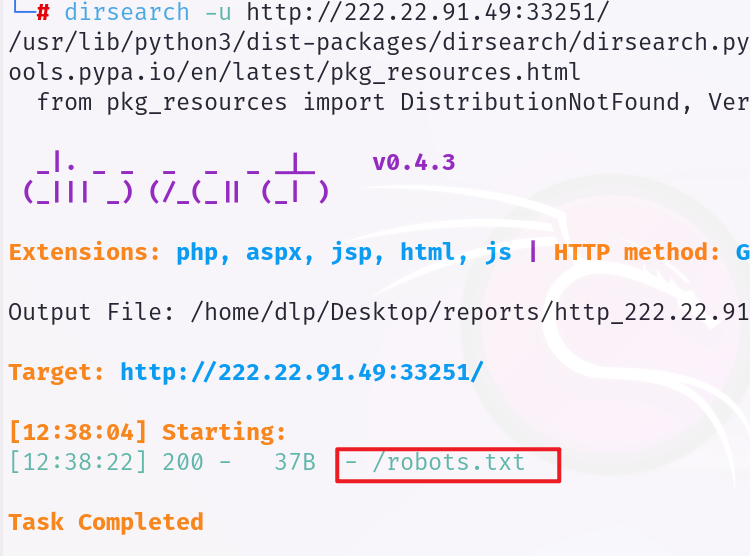 └─# dirsearch -u http://222.22.91.49:33251/
/usr/lib/python3/dist-packages/dirsearch/dirsearch.py
ools.pypa.io/en/latest/pkg_resources.html
  from pkg_resources import DistributionNotFound, Ver
v0.4.3
Extensions: php, aspx, jsp, html, js | HTTP method: G
Output File: /home/dlp/Desktop/reports/http_222.22.91
Target: http://222.22.91.49:33251/
[12:38:04] Starting:
[12:38:22] 200 -   37B  - /robots.txt
Task Completed